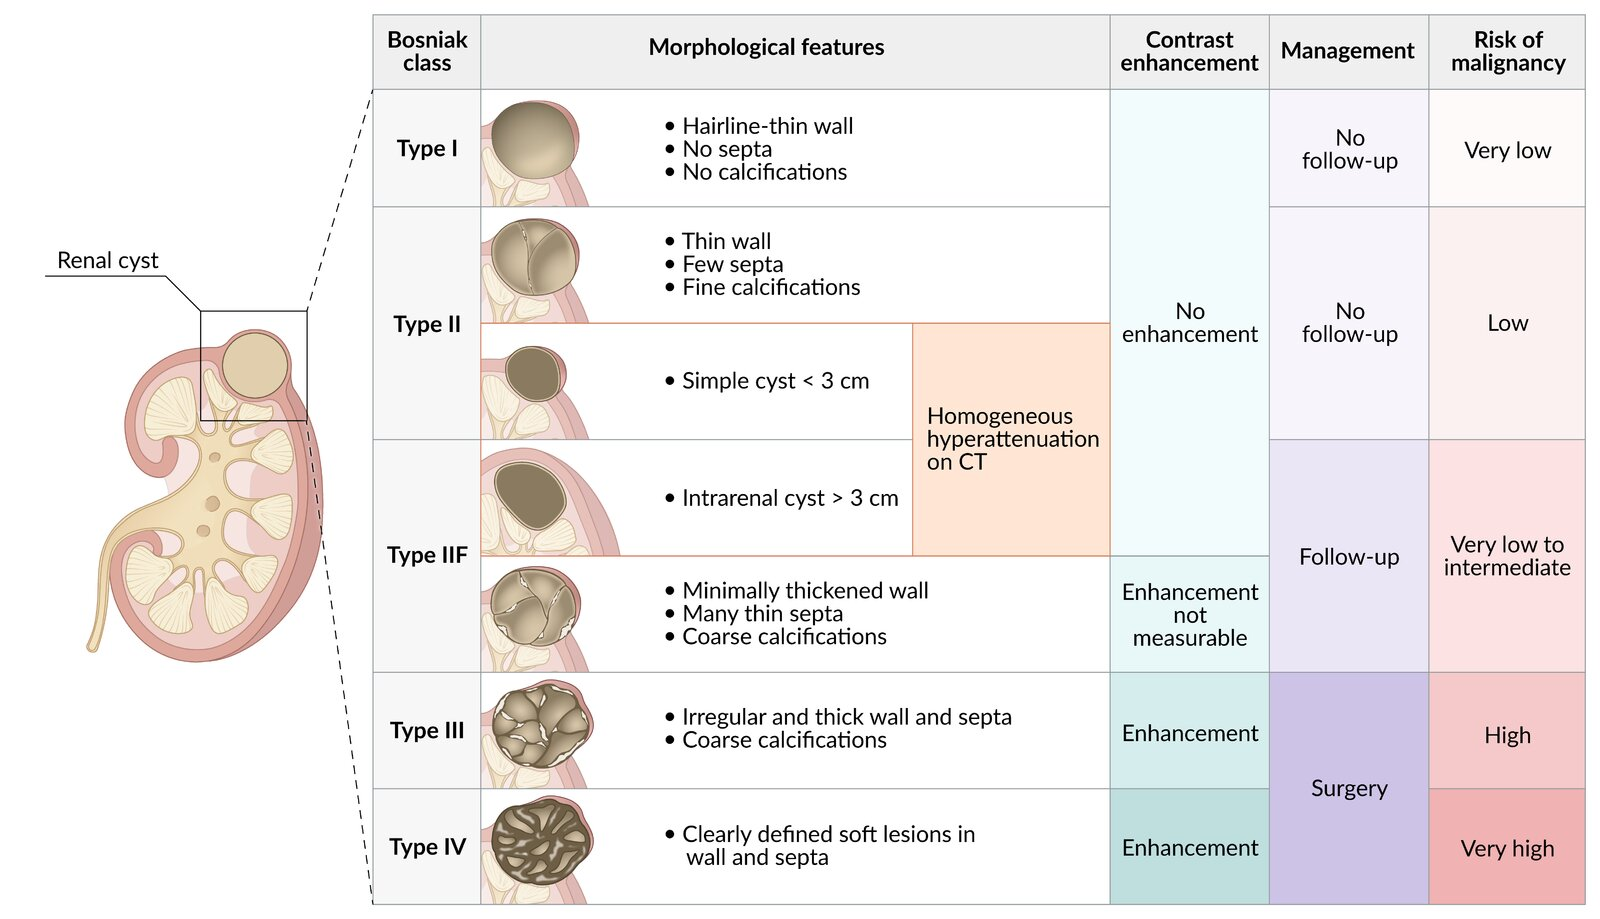 Bosniak
class
Morphological features
Contrast
enhancement
Management
Risk of
malignancy
Renal cyst
Type I
• Hairline-thin wall
• No septa
• No calcifications
No
follow-up
Very low
Type II
• Thin wall
• Few septa
• Fine calcifications
No
enhancement
No
follow-up
Low
• Simple cyst < 3 cm
Homogeneous
hyperattenuation
on CT
Type IIF
• Intrarenal cyst > 3 cm
Follow-up
Very low to
intermediate
• Minimally thickened wall
• Many thin septa
• Coarse calcifications
Enhancement
not
measurable
Type III
• Irregular and thick wall and septa
• Coarse calcifications
Enhancement
Surgery
High
Type IV
• Clearly defined soft lesions in
wall and septa
Enhancement
Very high